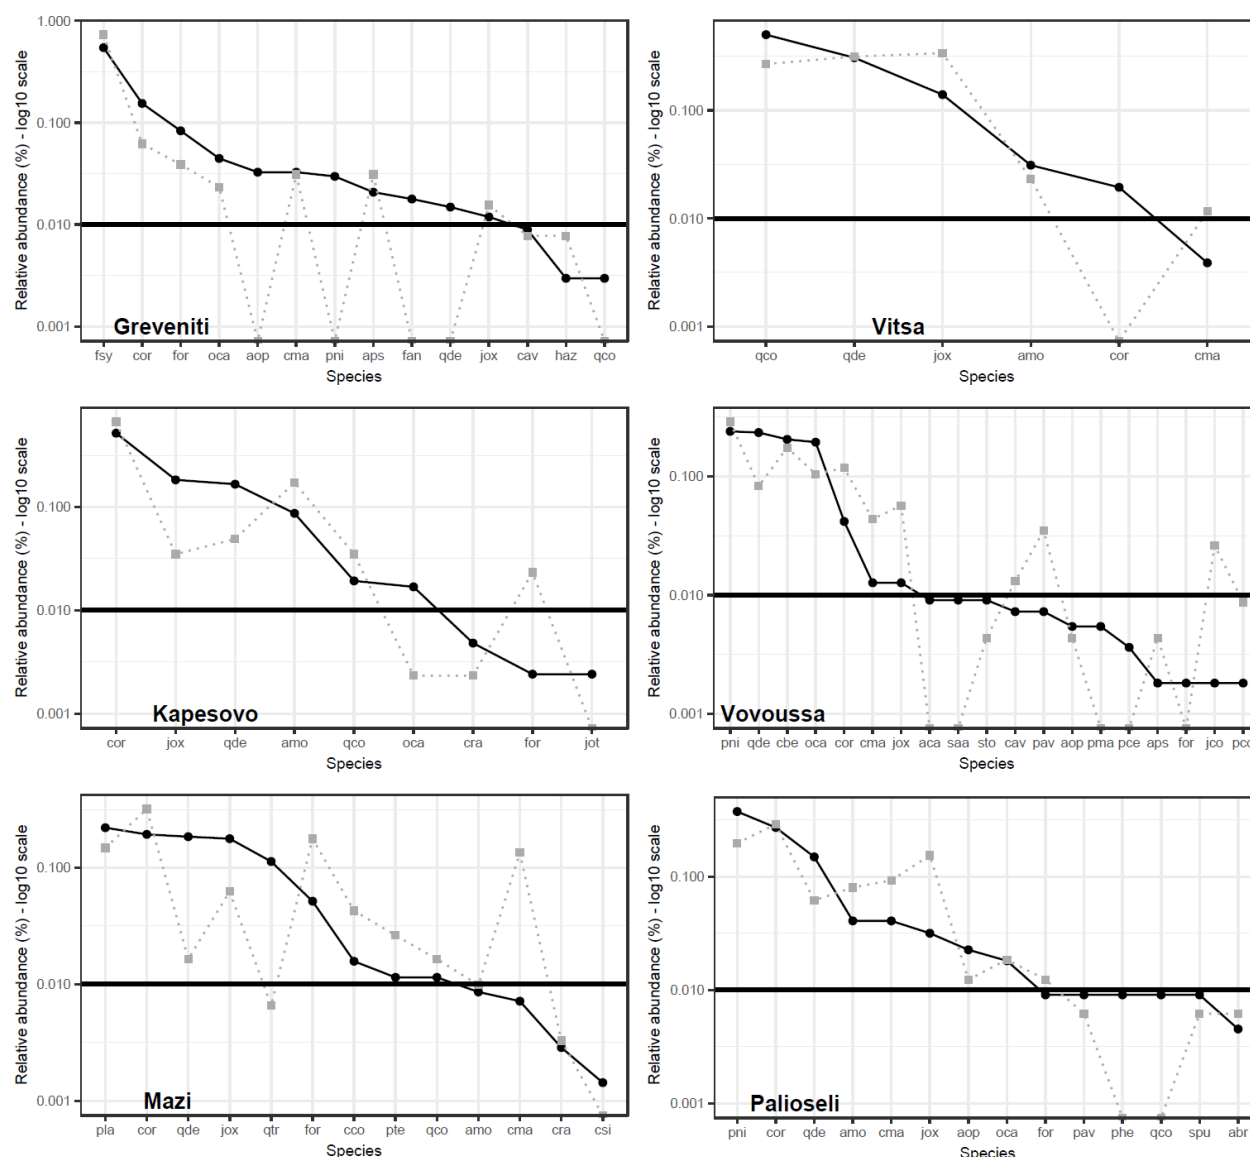 Relative abundance (%) - log10 scale
1.000
0.100
0.010
0.001
Greveniti
fsy cor for oca aop cma pni aps fan qde jox cav haz qco
Species
Relative abundance (%) - log10 scale
0.100
0.010
0.001
Vitsa
qco qde jox amo cor cma
Species
Relative abundance (%) - log10 scale
0.100
0.010
0.001
Kapesovo
cor jox qde amo qco oca cra for jot
Species
Relative abundance (%) - log10 scale
0.100
0.010
0.001
Vovoussa
pni qde cbe oca cor cma jox aca saa sto cav pav aop pma pce aps for jco pco
Species
Relative abundance (%) - log10 scale
0.100
0.010
0.001
Mazi
pla cor qde jox qtr for cco pte qco amo cma cra csi
Species
Relative abundance (%) - log10 scale
0.100
0.010
0.001
Palioseli
pni cor qde amo cma jox aop oca for pav phe qco spu abr
Species